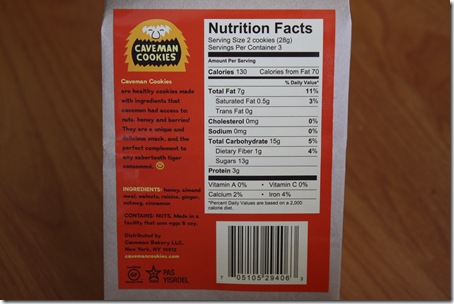 CAVEMAN
COOKIES
Caveman Cookies
are healthy cookies made
with ingredients that
caveman had access to:
nuts, honey and berries!
They are a unique and
delicious snack, and the
perfect complement to
any sabertooth tiger
consommé.
INGREDIENTS: honey, almond
meal, walnuts, raisins, ginger,
nutmeg, cinnamon.
CONTAINS: NUTS, Made in a
facility that uses eggs & soy.
Distributed by
Caveman Bakery LLC.
New York, NY 10012
cavemancookies.com
PAS
YISROEL
Nutrition Facts
Serving Size 2 cookies (28g)
Servings Per Container 3
Amount Per Serving
Calories 130 Calories from Fat 70
% Daily Value*
Total Fat 7g 11%
Saturated Fat 0.5g 3%
Trans Fat 0g
Cholesterol 0mg 0%
Sodium 0mg 0%
Total Carbohydrate 15g 5%
Dietary Fiber 1g 4%
Sugars 13g
Protein 3g
Vitamin A 0% • Vitamin C 0%
Calcium 2% • Iron 4%
*Percent Daily Values are based on a 2,000
calorie diet.
7 05105 29406 3